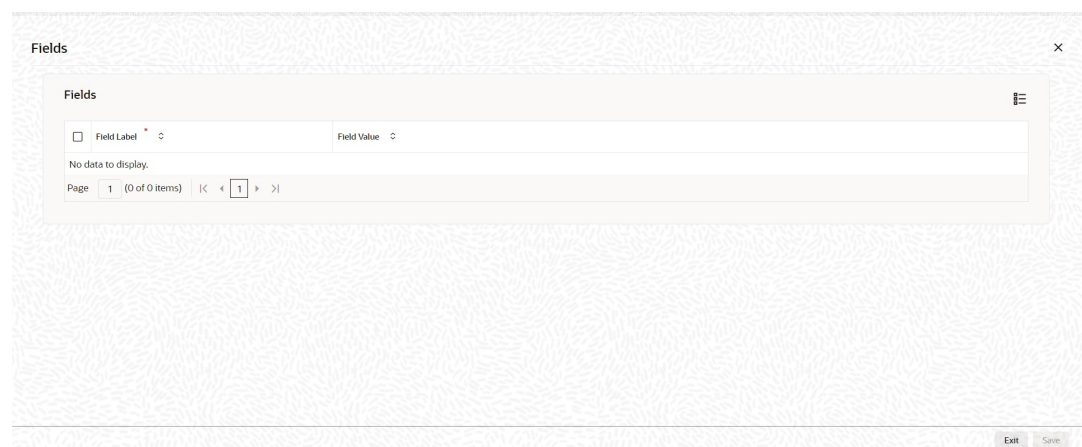 Fields
Fields
Field Label * Field Value
No data to display.
Page 1 (0 of 0 items) 1
Exit Save